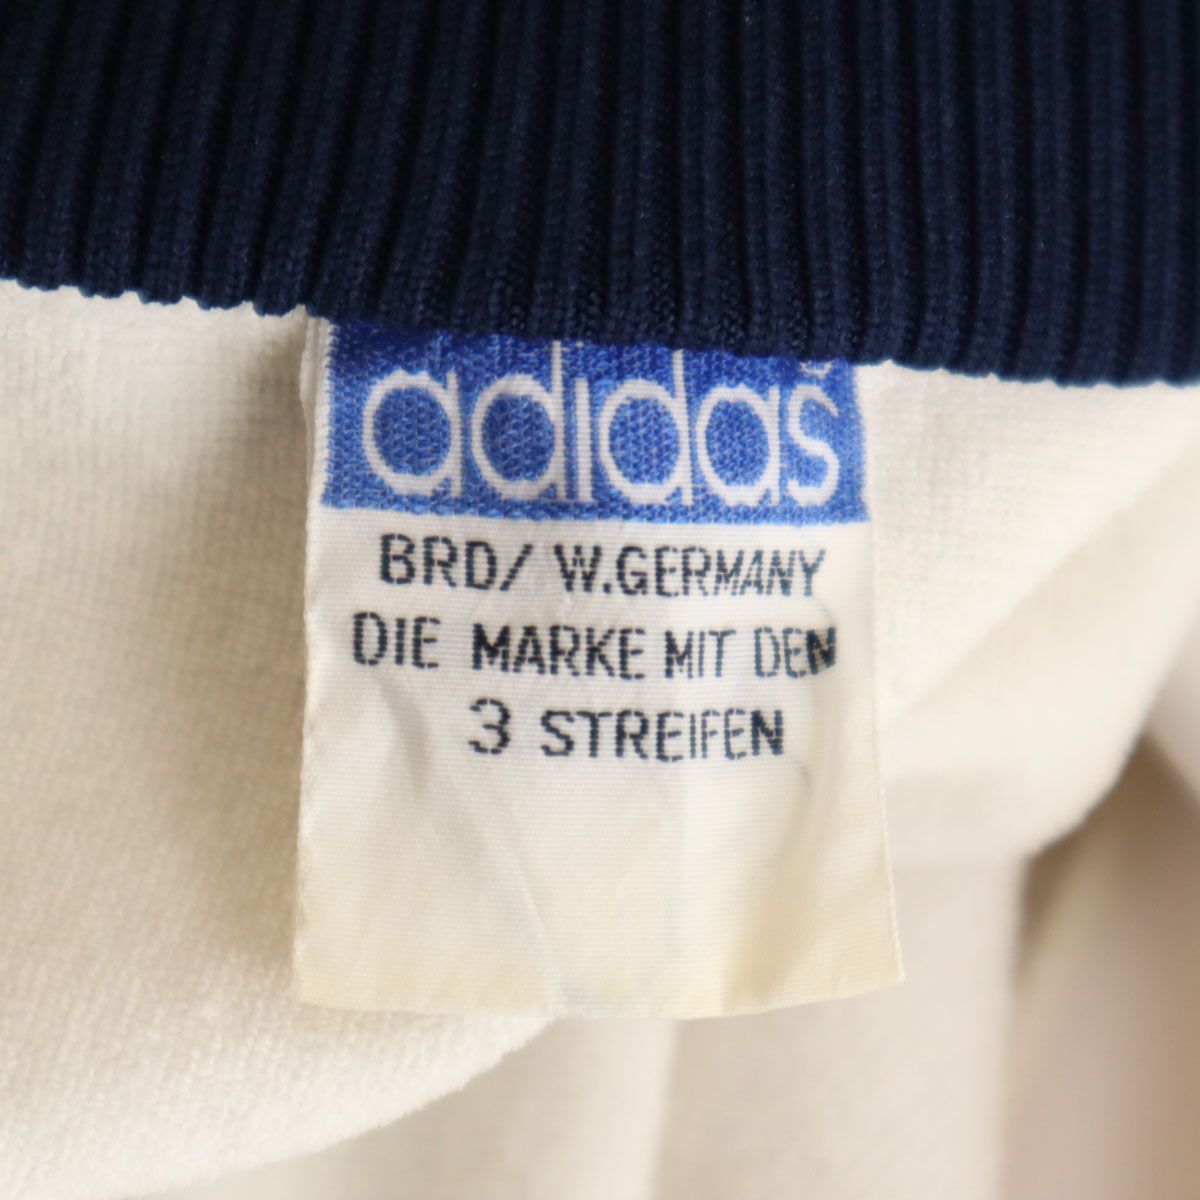 adidas
BRD/ W.GERMANY
DIE MARKE MIT DEN
3 STREIFEN